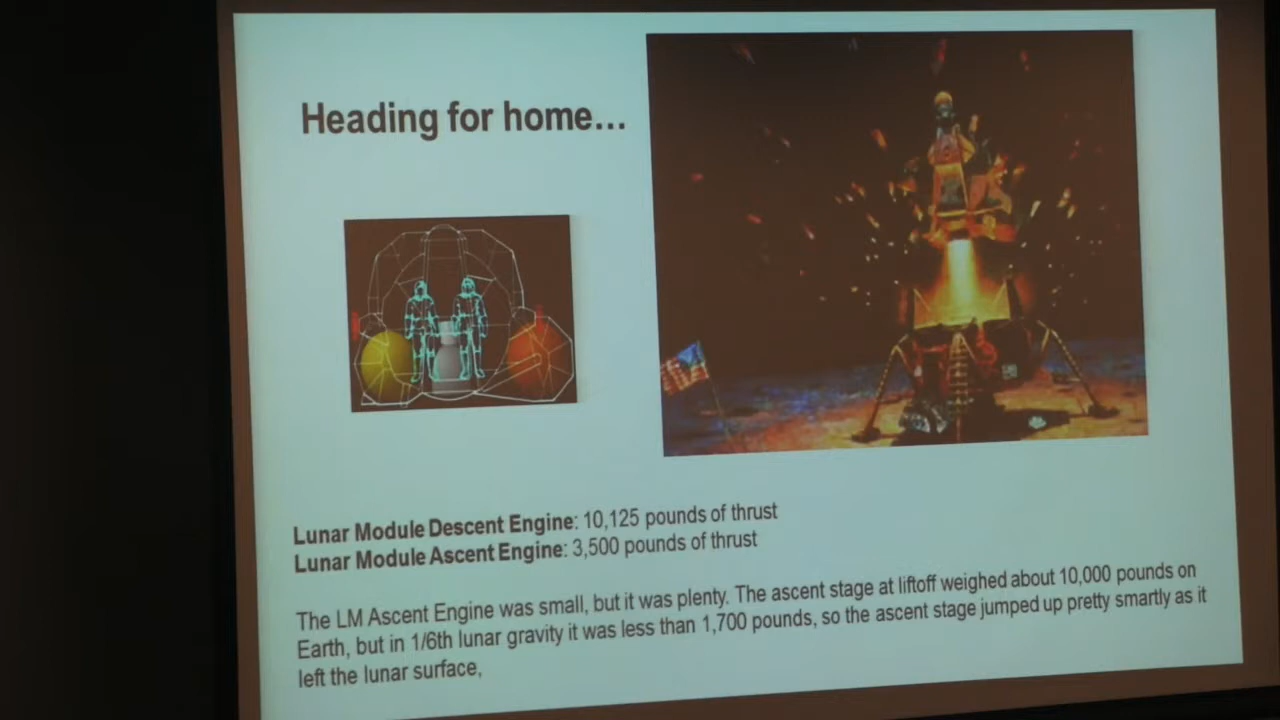 Heading for home...
Lunar Module Descent Engine: 10,125 pounds of thrust
Lunar Module Ascent Engine: 3,500 pounds of thrust
The LM Ascent Engine was small, but it was plenty. The ascent stage at liftoff weighed about 10,000 pounds on
Earth, but in 1/6th lunar gravity it was less than 1,700 pounds, so the ascent stage jumped up pretty smartly as it
left the lunar surface,